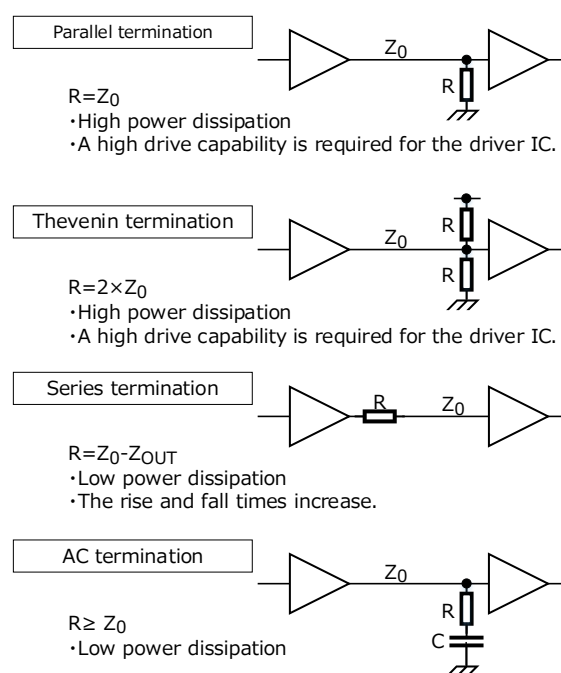 Parallel termination
Z0
R
R=Z0
・High power dissipation
・A high drive capability is required for the driver IC.
Thevenin termination
R
Z0
R
R=2×Z0
・High power dissipation
・A high drive capability is required for the driver IC.
Series termination
R
Z0
R=Z0-ZOUT
・Low power dissipation
・The rise and fall times increase.
AC termination
Z0
R
C
R≥ Z0
・Low power dissipation